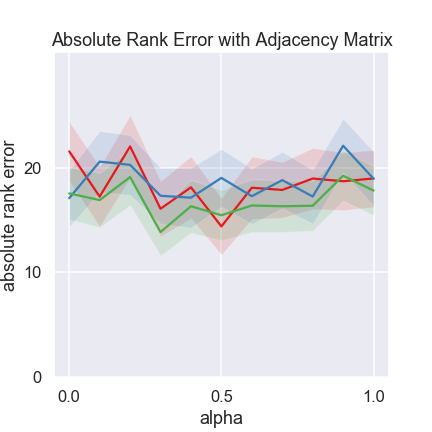 Absolute Rank Error with Adjacency Matrix
absolute rank error
20
10
0
0.0 0.5 1.0
alpha